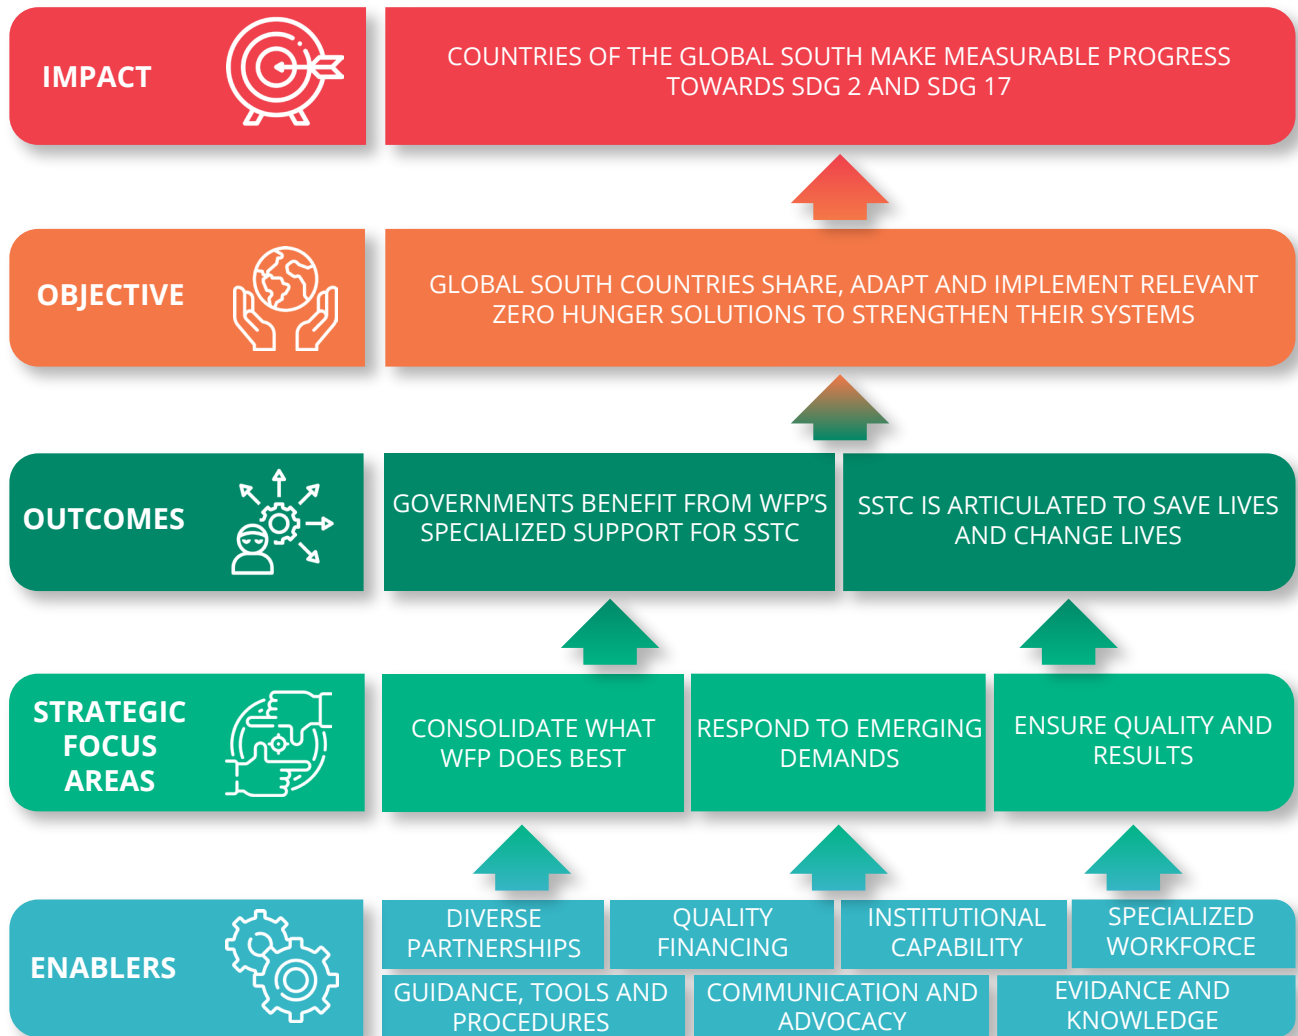 IMPACT
COUNTRIES OF THE GLOBAL SOUTH MAKE MEASURABLE PROGRESS
TOWARDS SDG 2 AND SDG 17
OBJECTIVE
GLOBAL SOUTH COUNTRIES SHARE, ADAPT AND IMPLEMENT RELEVANT
ZERO HUNGER SOLUTIONS TO STRENGTHEN THEIR SYSTEMS
OUTCOMES
GOVERNMENTS BENEFIT FROM WFP’S
SPECIALIZED SUPPORT FOR SSTC
SSTC IS ARTICULATED TO SAVE LIVES
AND CHANGE LIVES
STRATEGIC
FOCUS
AREAS
CONSOLIDATE WHAT
WFP DOES BEST
RESPOND TO EMERGING
DEMANDS
ENSURE QUALITY AND
RESULTS
ENABLERS
DIVERSE
PARTNERSHIPS
QUALITY
FINANCING
INSTITUTIONAL
CAPABILITY
SPECIALIZED
WORKFORCE
GUIDANCE, TOOLS AND
PROCEDURES
COMMUNICATION AND
ADVOCACY
EVIDANCE AND
KNOWLEDGE